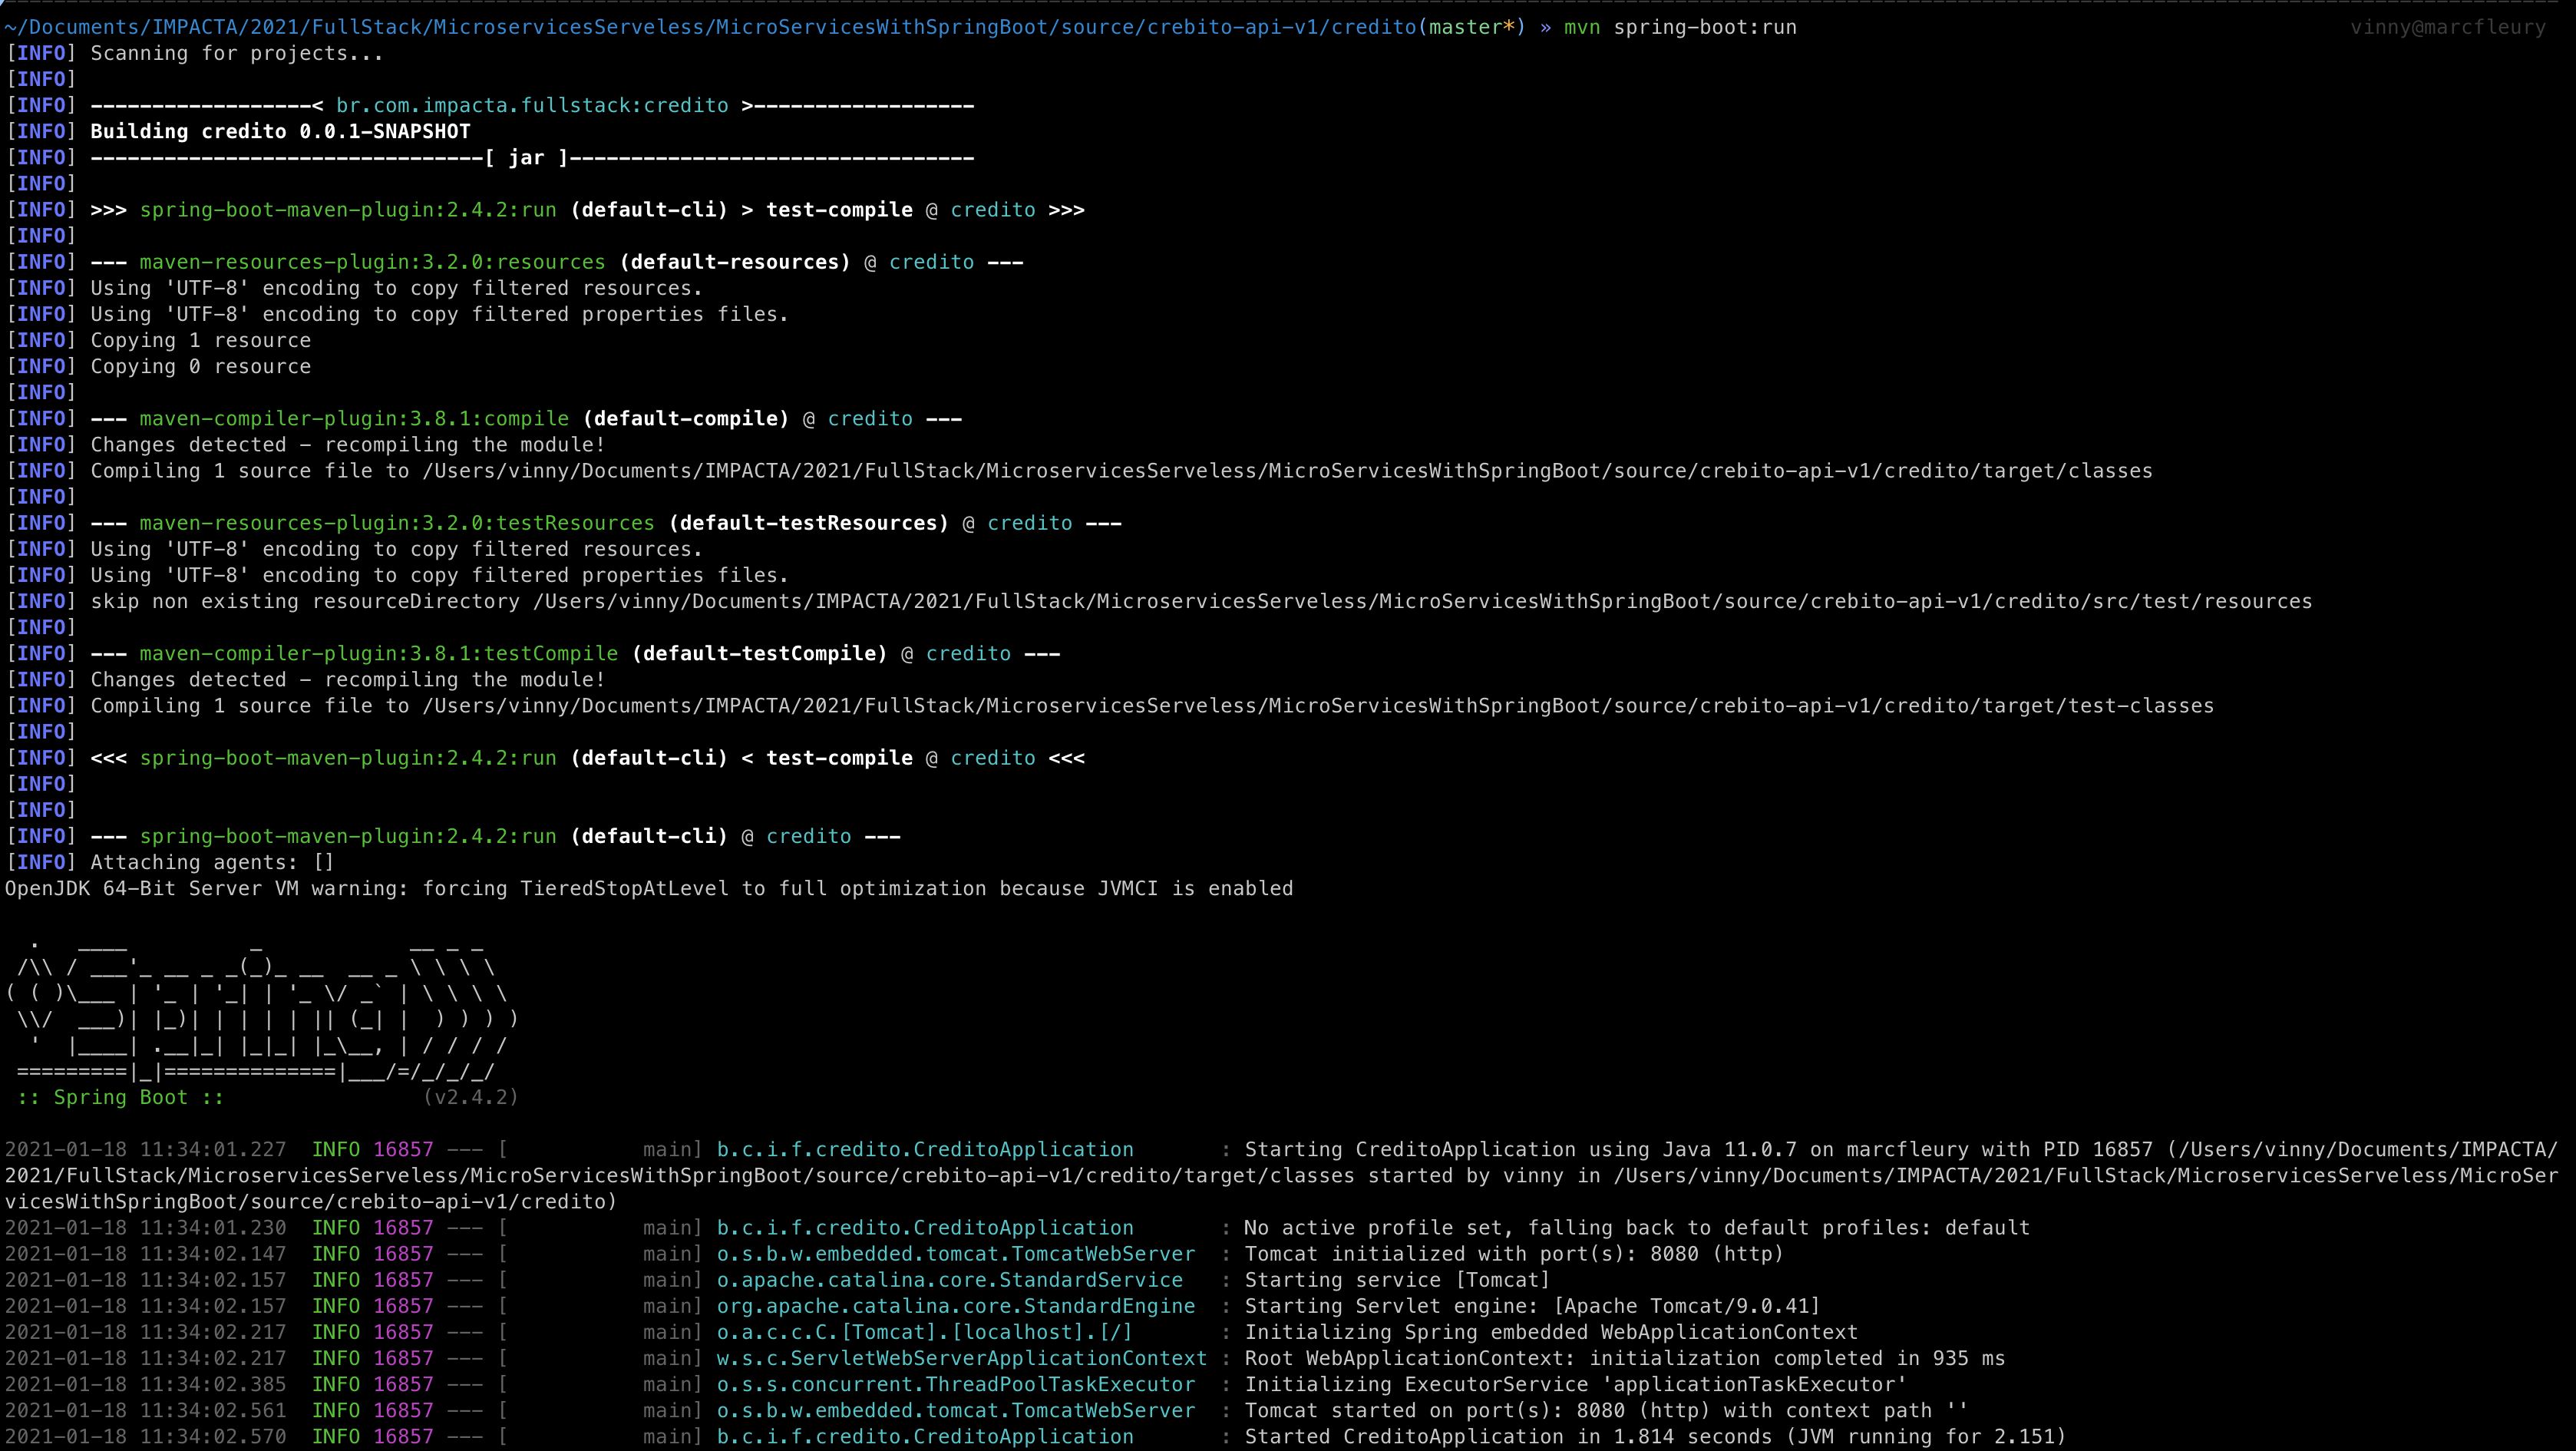 ~/Documents/IMPACTA/2021/FullStack/MicroservicesServeless/MicroServicesWithSpringBoot/source/crebito-api-v1/credito(master*) » mvn spring-boot:run vinny@marcfleury
[INFO] Scanning for projects...
[INFO]
[INFO] ------------------< br.com.impacta.fullstack:credito >------------------
[INFO] Building credito 0.0.1-SNAPSHOT
[INFO] --------------------------------[ jar ]---------------------------------
[INFO]
[INFO] >>> spring-boot-maven-plugin:2.4.2:run (default-cli) > test-compile @ credito >>>
[INFO]
[INFO] --- maven-resources-plugin:3.2.0:resources (default-resources) @ credito ---
[INFO] Using 'UTF-8' encoding to copy filtered resources.
[INFO] Using 'UTF-8' encoding to copy filtered properties files.
[INFO] Copying 1 resource
[INFO] Copying 0 resource
[INFO]
[INFO] --- maven-compiler-plugin:3.8.1:compile (default-compile) @ credito ---
[INFO] Changes detected - recompiling the module!
[INFO] Compiling 1 source file to /Users/vinny/Documents/IMPACTA/2021/FullStack/MicroservicesServeless/MicroServicesWithSpringBoot/source/crebito-api-v1/credito/target/classes
[INFO]
[INFO] --- maven-resources-plugin:3.2.0:testResources (default-testResources) @ credito ---
[INFO] Using 'UTF-8' encoding to copy filtered resources.
[INFO] Using 'UTF-8' encoding to copy filtered properties files.
[INFO] skip non existing resourceDirectory /Users/vinny/Documents/IMPACTA/2021/FullStack/MicroservicesServeless/MicroServicesWithSpringBoot/source/crebito-api-v1/credito/src/test/resources
[INFO]
[INFO] --- maven-compiler-plugin:3.8.1:testCompile (default-testCompile) @ credito ---
[INFO] Changes detected - recompiling the module!
[INFO] Compiling 1 source file to /Users/vinny/Documents/IMPACTA/2021/FullStack/MicroservicesServeless/MicroServicesWithSpringBoot/source/crebito-api-v1/credito/target/test-classes
[INFO]
[INFO] <<< spring-boot-maven-plugin:2.4.2:run (default-cli) < test-compile @ credito <<<
[INFO]
[INFO]
[INFO] --- spring-boot-maven-plugin:2.4.2:run (default-cli) @ credito ---
[INFO] Attaching agents: []
OpenJDK 64-Bit Server VM warning: forcing TieredStopAtLevel to full optimization because JVMCI is enabled

  .   ____          _            __ _ _
 /\\ / ___'_ __ _ _(_)_ __  __ _ \ \ \ \
( ( )\___ | '_ | '_| | '_ \/ _` | \ \ \ \
 \\/  ___)| |_)| | | | | || (_| |  ) ) ) )
  '  |____| .__|_| |_|_| |_\__, | / / / /
 =========|_|==============|___/=/_/_/_/
 :: Spring Boot ::                (v2.4.2)

2021-01-18 11:34:01.227  INFO 16857 --- [           main] b.c.i.f.credito.CreditoApplication       : Starting CreditoApplication using Java 11.0.7 on marcfleury with PID 16857 (/Users/vinny/Documents/IMPACTA/
2021/FullStack/MicroservicesServeless/MicroServicesWithSpringBoot/source/crebito-api-v1/credito/target/classes started by vinny in /Users/vinny/Documents/IMPACTA/2021/FullStack/MicroservicesServeless/MicroSer
vicesWithSpringBoot/source/crebito-api-v1/credito)
2021-01-18 11:34:01.230  INFO 16857 --- [           main] b.c.i.f.credito.CreditoApplication       : No active profile set, falling back to default profiles: default
2021-01-18 11:34:02.147  INFO 16857 --- [           main] o.s.b.w.embedded.tomcat.TomcatWebServer  : Tomcat initialized with port(s): 8080 (http)
2021-01-18 11:34:02.157  INFO 16857 --- [           main] o.apache.catalina.core.StandardService   : Starting service [Tomcat]
2021-01-18 11:34:02.157  INFO 16857 --- [           main] org.apache.catalina.core.StandardEngine  : Starting Servlet engine: [Apache Tomcat/9.0.41]
2021-01-18 11:34:02.217  INFO 16857 --- [           main] o.a.c.c.C.[Tomcat].[localhost].[/]       : Initializing Spring embedded WebApplicationContext
2021-01-18 11:34:02.217  INFO 16857 --- [           main] w.s.c.ServletWebServerApplicationContext : Root WebApplicationContext: initialization completed in 935 ms
2021-01-18 11:34:02.385  INFO 16857 --- [           main] o.s.s.concurrent.ThreadPoolTaskExecutor  : Initializing ExecutorService 'applicationTaskExecutor'
2021-01-18 11:34:02.561  INFO 16857 --- [           main] o.s.b.w.embedded.tomcat.TomcatWebServer  : Tomcat started on port(s): 8080 (http) with context path ''
2021-01-18 11:34:02.570  INFO 16857 --- [           main] b.c.i.f.credito.CreditoApplication       : Started CreditoApplication in 1.814 seconds (JVM running for 2.151)